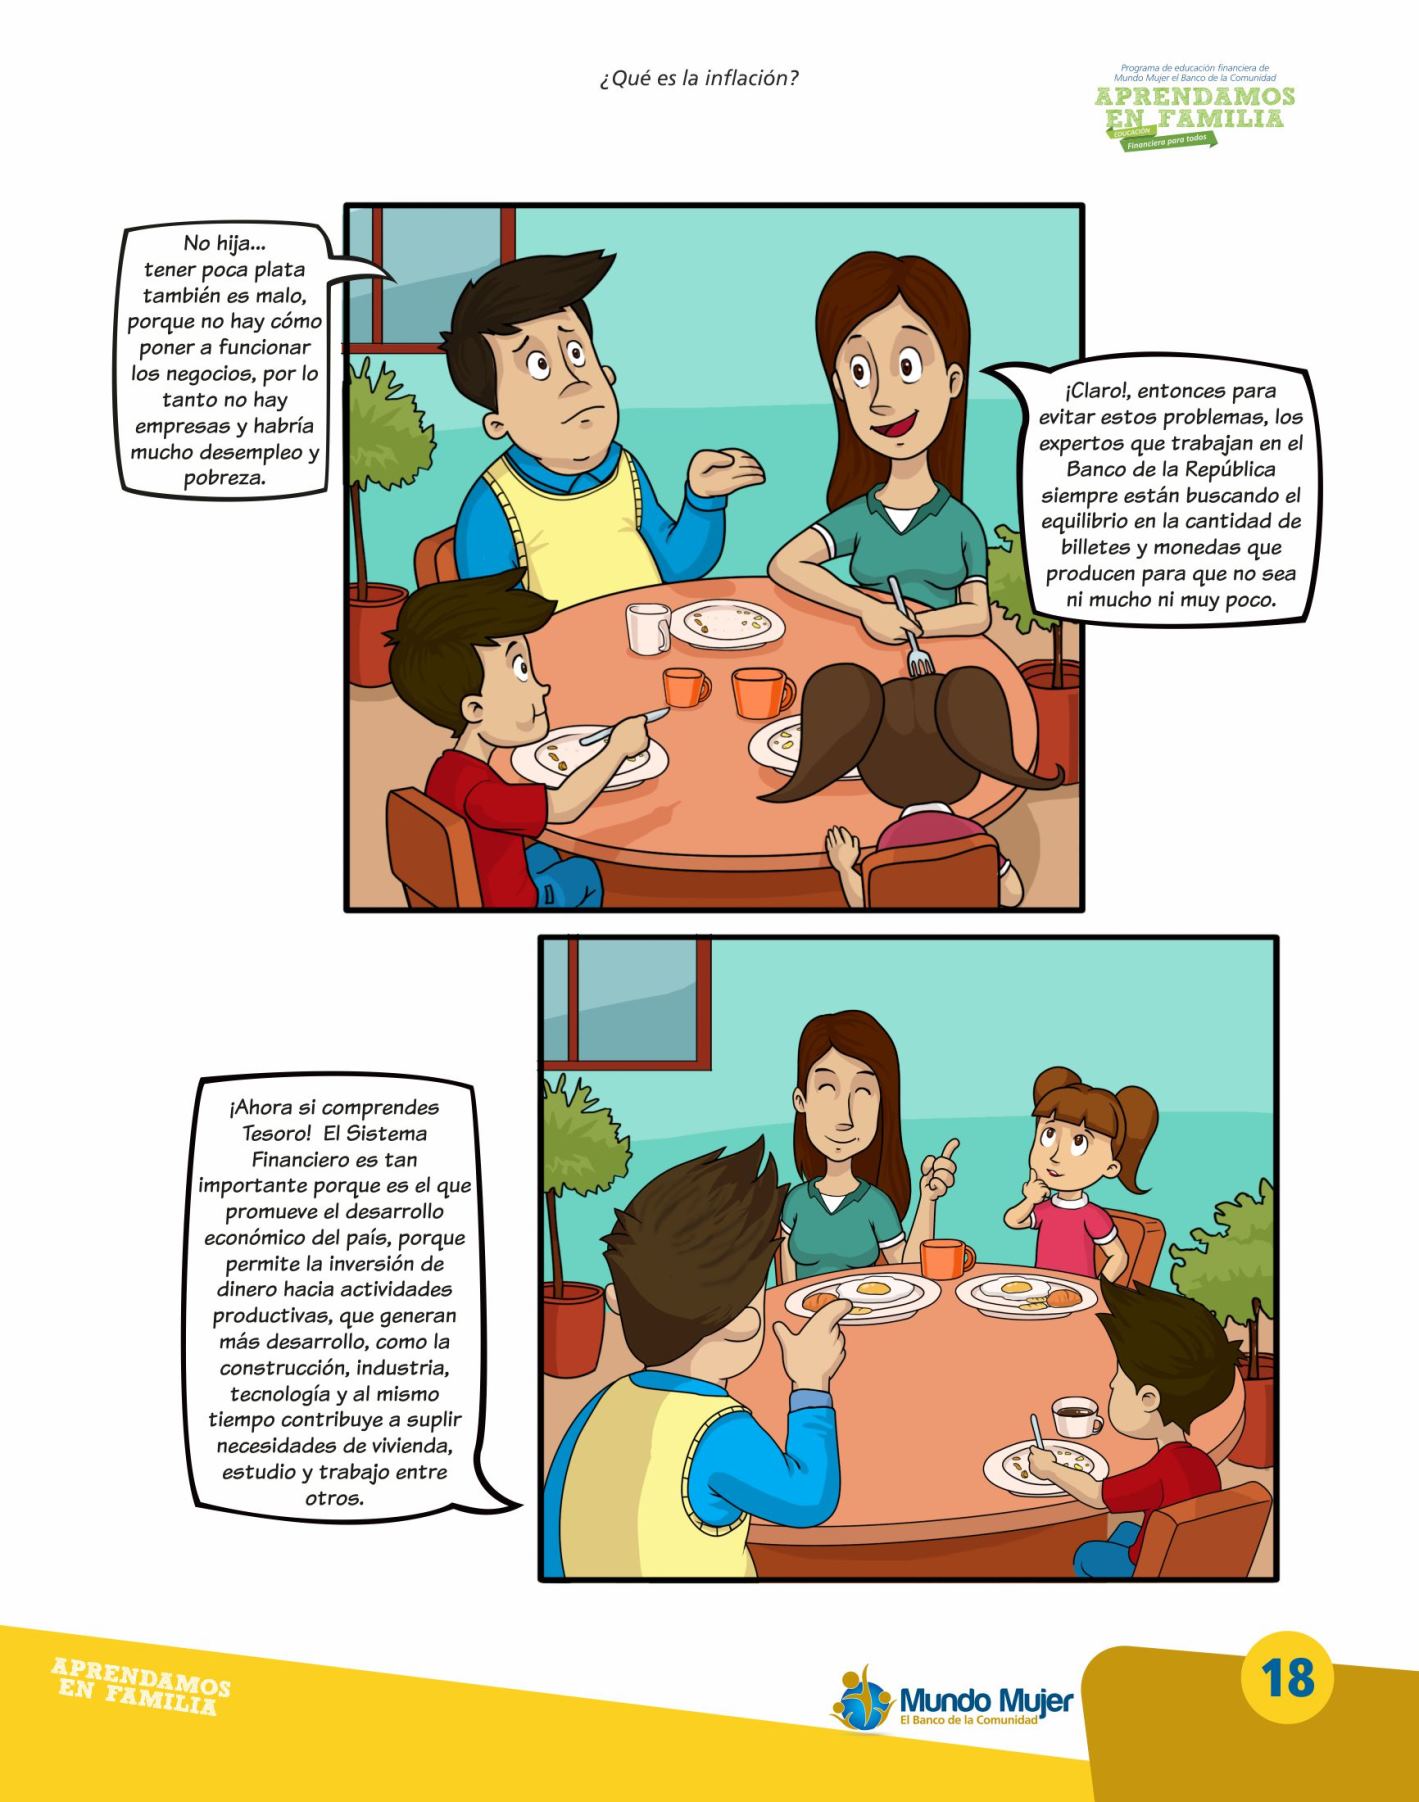 ¿Qué es la inflación?
Programa de educación financiera de
Mundo Mujer el Banco de la Comunidad
APRENDAMOS
EN FAMILIA
EDUCACIÓN
Financiera para todos
No hija...
tener poca plata
también es malo,
porque no hay cómo
poner a funcionar
los negocios, por lo
tanto no hay
empresas y habría
mucho desempleo y
pobreza.
¡Claro!, entonces para
evitar estos problemas, los
expertos que trabajan en el
Banco de la República
siempre están buscando el
equilibrio en la cantidad de
billetes y monedas que
producen para que no sea
ni mucho ni muy poco.
¡Ahora si comprendes
Tesoro! El Sistema
Financiero es tan
importante porque es el que
promueve el desarrollo
económico del país, porque
permite la inversión de
dinero hacia actividades
productivas, que generan
más desarrollo, como la
construcción, industria,
tecnología y al mismo
tiempo contribuye a suplir
necesidades de vivienda,
estudio y trabajo entre
otros.
APRENDAMOS
EN FAMILIA
Mundo Mujer
El Banco de la Comunidad
18